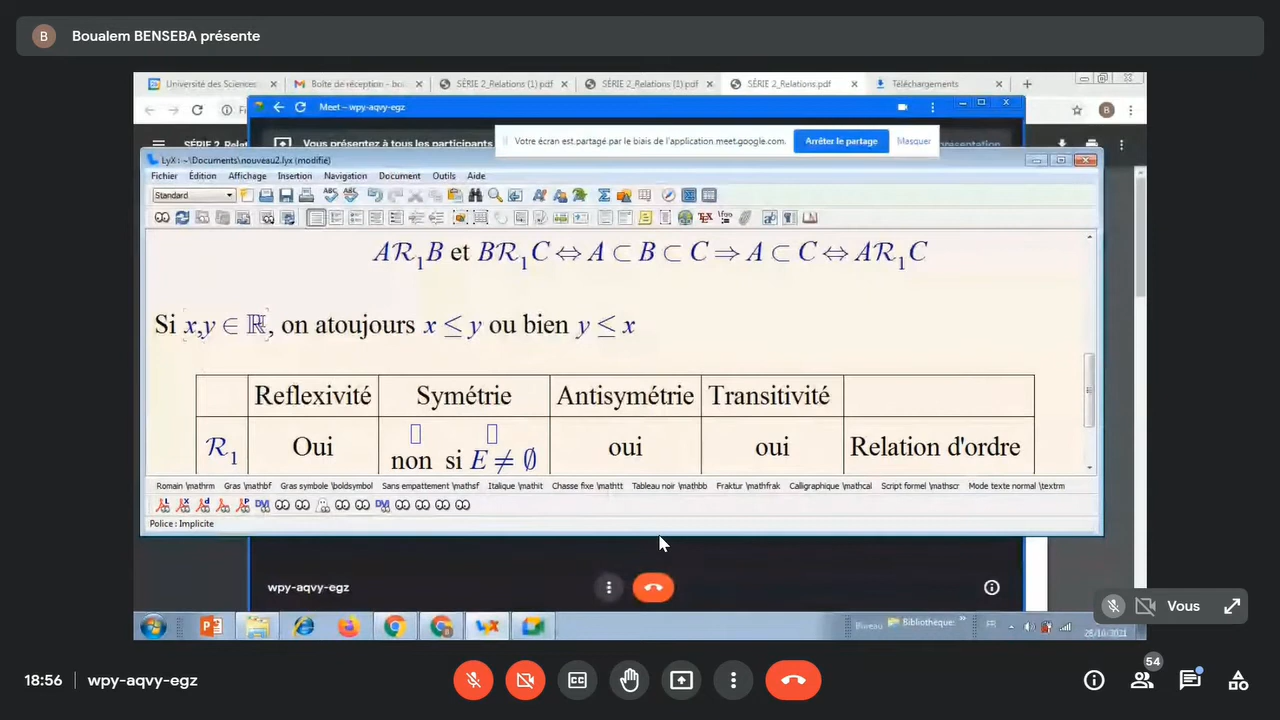 B Boualem BENSEBA présente
Université des Sciences
Boîte de réception - bou
SÉRIE 2_Relations (1).pdf
SÉRIE 2_Relations (1).pdf
SÉRIE 2_Relations.pdf
Téléchargements
Meet – wpy-aqvy-egz
B
Vous présentez à tous les participants
Votre écran est partagé par le biais de l'application meet.google.com.
Arrêter le partage
Masquer
LyX: ~\Documents\nouveau2.lyx (modifié)
Fichier Édition Affichage Insertion Navigation Document Outils Aide
Standard
Aℛ₁B et Bℛ₁C ⇔ A ⊂ B ⊂ C ⇒ A ⊂ C ⇔ Aℛ₁C
Si x,y ∈ ℝ, on atoujours x ≤ y ou bien y ≤ x
Reflexivité Symétrie Antisymétrie Transitivité
ℛ₁ Oui non si E ≠ ∅ oui oui Relation d'ordre
Romain \mathrm Gras \mathbf Gras symbole \boldsymbol Sans empattement \mathsf Italique \mathit Chasse fixe \mathtt Tableau noir \mathbb Fraktur \mathfrak Calligraphique \mathcal Script formel \mathscr Mode texte normal \textrm
Police : Implicite
wpy-aqvy-egz
Vous
Bureau
Bibliothèque:
28/10/2021
18:56 wpy-aqvy-egz
54